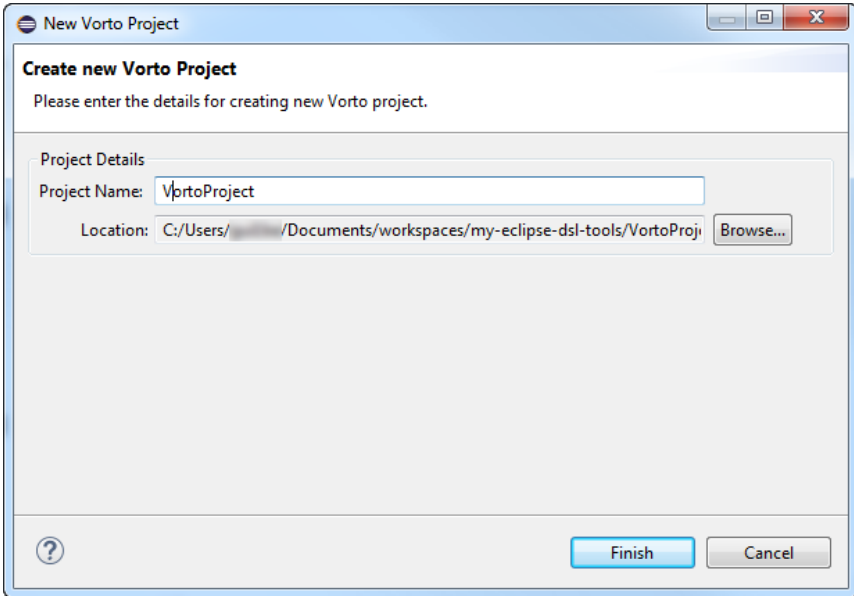 New Vorto Project
Create new Vorto Project
Please enter the details for creating new Vorto project.
Project Details
Project Name: VortoProject
Location: C:/Users/ /Documents/workspaces/my-eclipse-dsl-tools/VortoProj Browse...
?
Finish Cancel